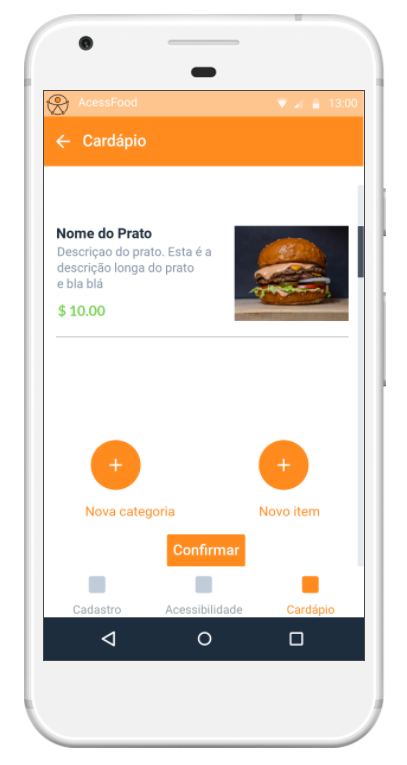 AcessFood
13:00
Cardápio
Nome do Prato
Descriçao do prato. Esta é a
descrição longa do prato
e bla blá
$ 10.00
+
+
Nova categoria
Novo item
Confirmar
Cadastro
Acessibilidade
Cardápio